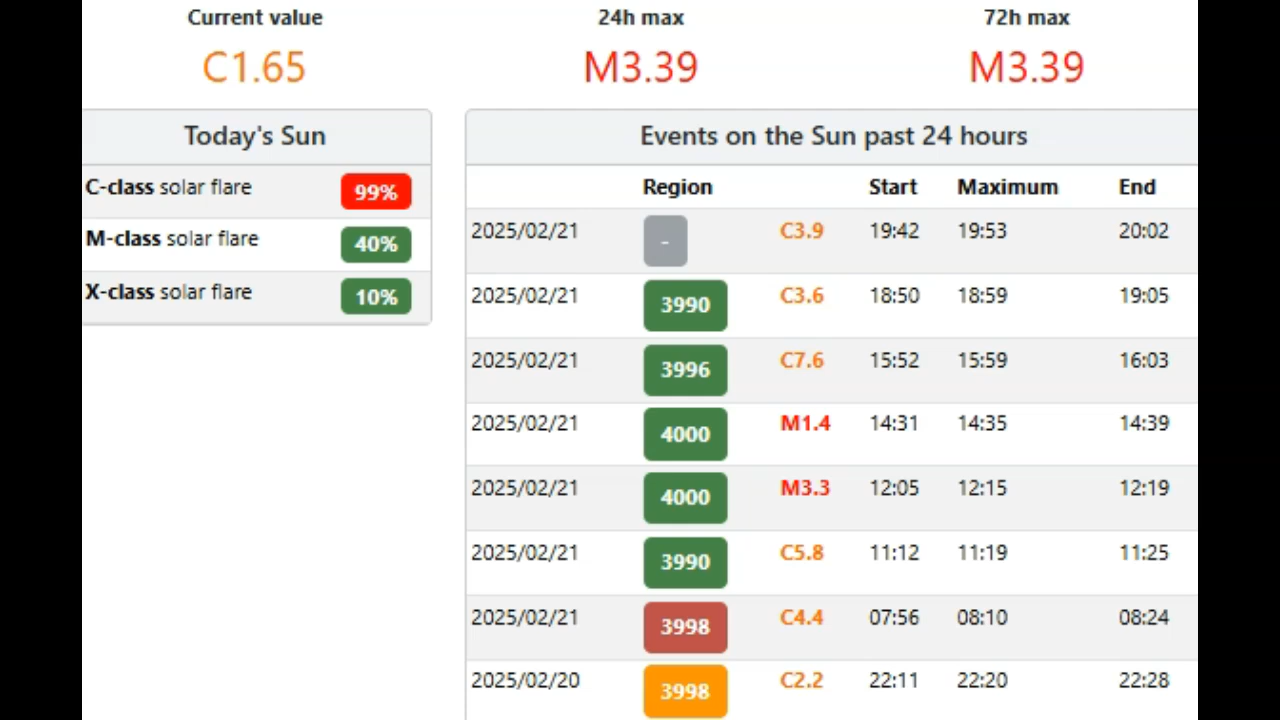 Current value 24h max 72h max
C1.65 M3.39 M3.39
Today's Sun
C-class solar flare 99%
M-class solar flare 40%
X-class solar flare 10%
Events on the Sun past 24 hours
Region Start Maximum End
2025/02/21 - C3.9 19:42 19:53 20:02
2025/02/21 3990 C3.6 18:50 18:59 19:05
2025/02/21 3996 C7.6 15:52 15:59 16:03
2025/02/21 4000 M1.4 14:31 14:35 14:39
2025/02/21 4000 M3.3 12:05 12:15 12:19
2025/02/21 3990 C5.8 11:12 11:19 11:25
2025/02/21 3998 C4.4 07:56 08:10 08:24
2025/02/20 3998 C2.2 22:11 22:20 22:28